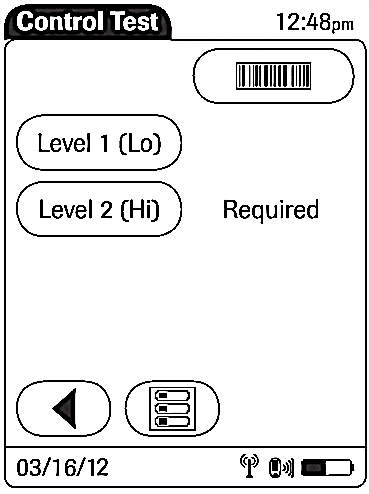 Control Test 12:48pm
Level 1 (Lo)
Level 2 (Hi) Required
03/16/12